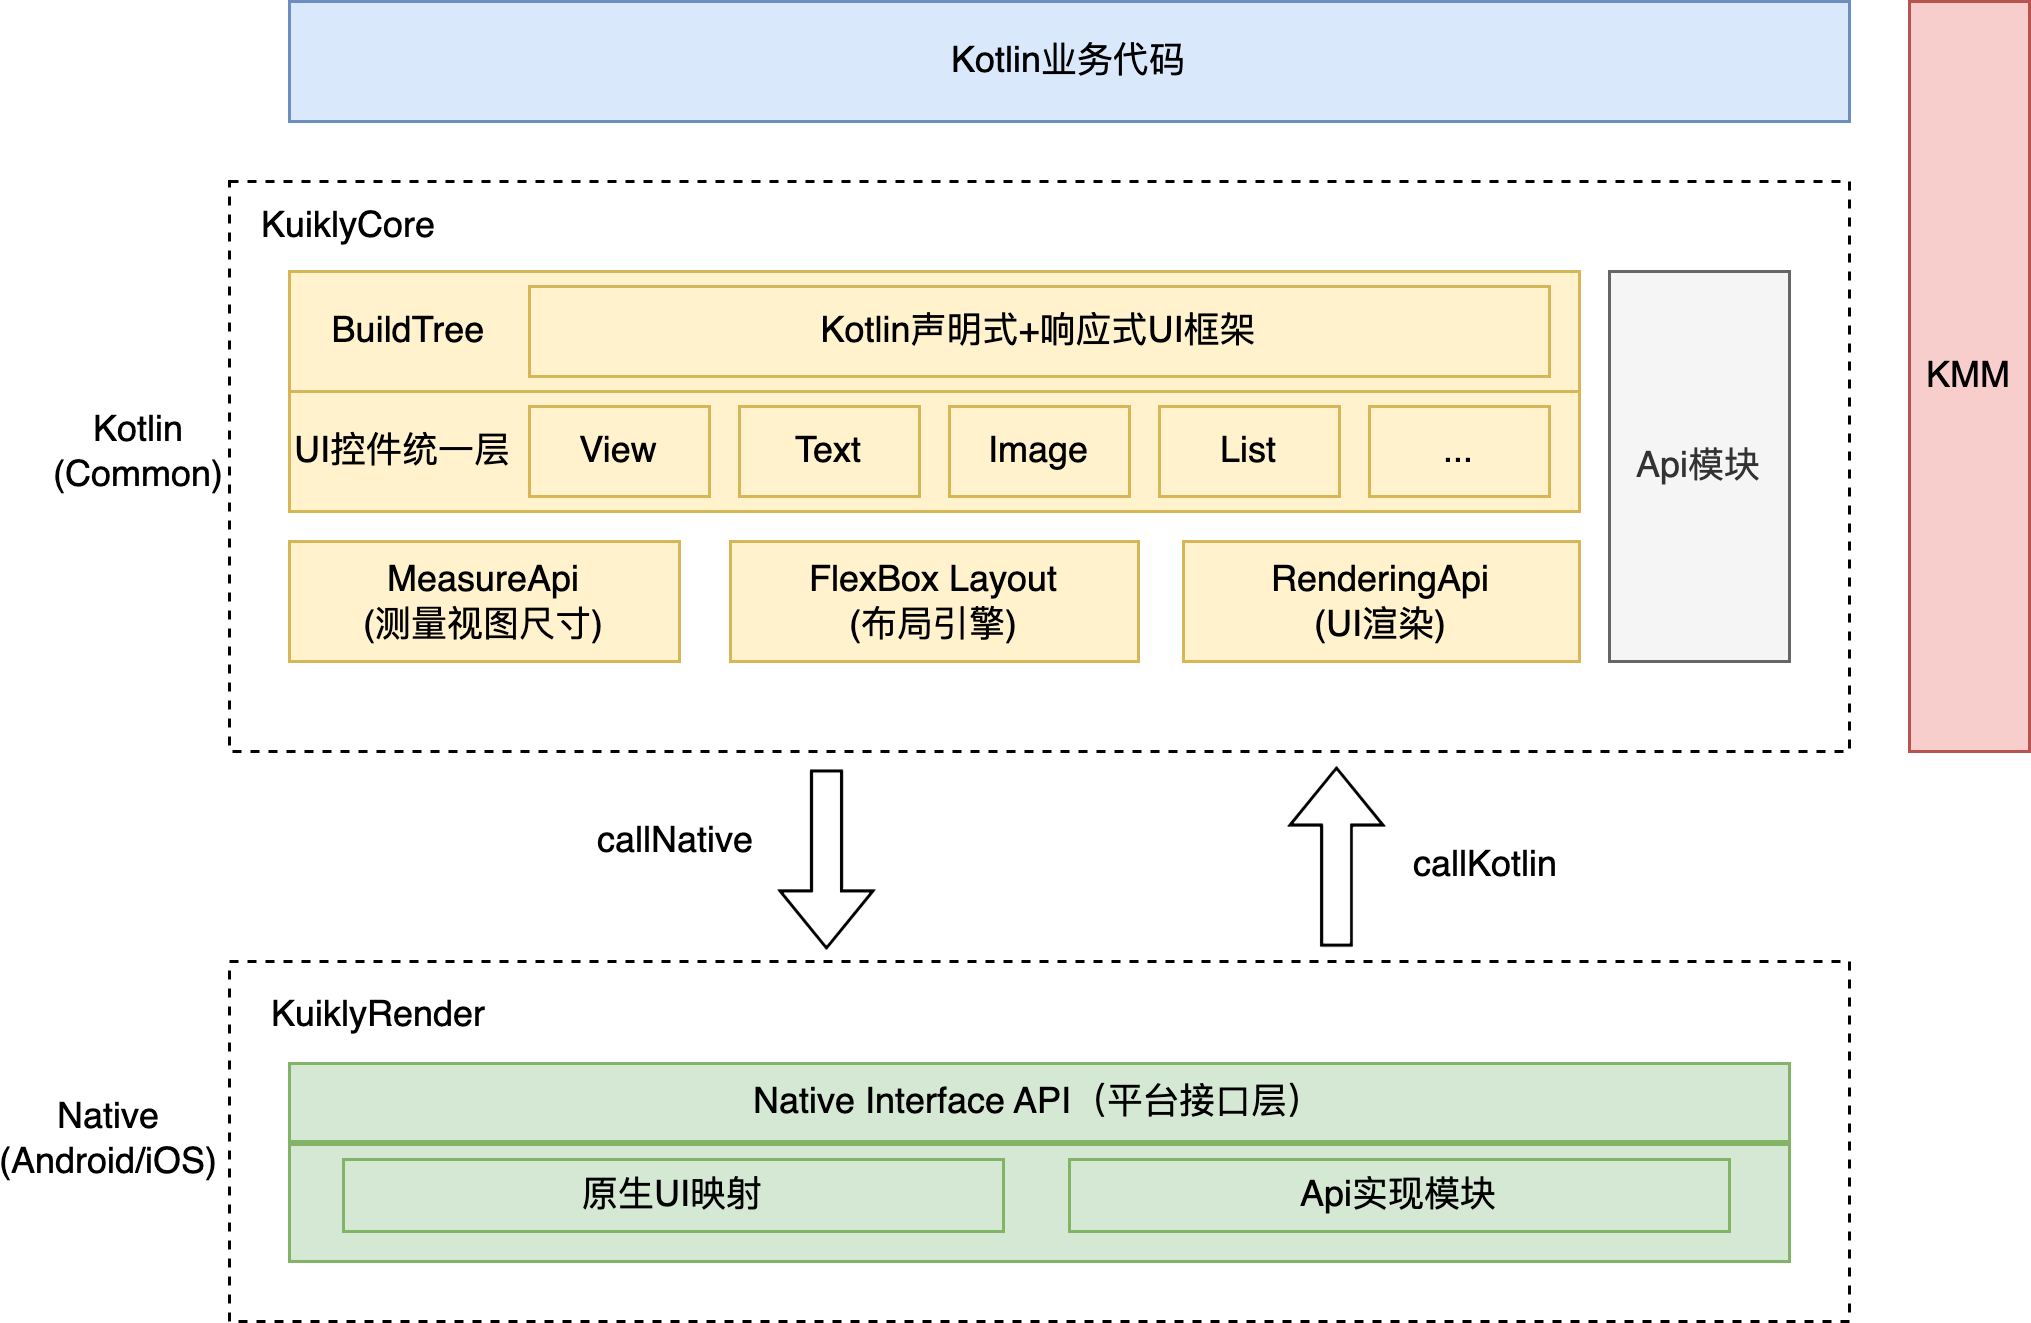 Kotlin业务代码
KMM
KuiklyCore
BuildTree
Kotlin声明式+响应式UI框架
Kotlin
(Common)
UI控件统一层
View
Text
Image
List
...
Api模块
MeasureApi
(测量视图尺寸)
FlexBox Layout
(布局引擎)
RenderingApi
(UI渲染)
callNative
callKotlin
KuiklyRender
Native
(Android/iOS)
Native Interface API（平台接口层）
原生UI映射
Api实现模块